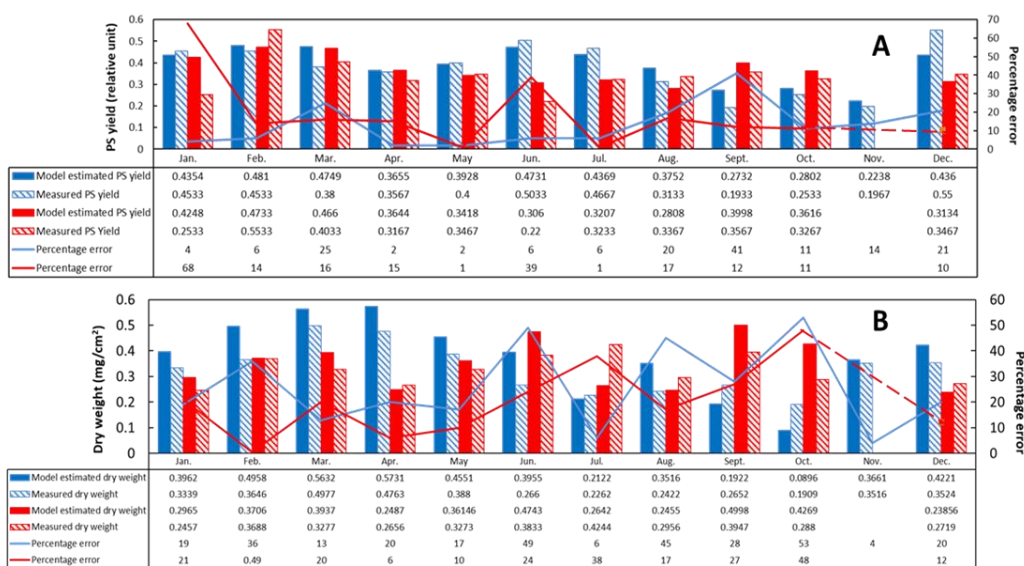 A
PS yield (relative unit)
Percentage error
0.6
0.5
0.4
0.3
0.2
0.1
0
70
60
50
40
30
20
10
0
Jan. Feb. Mar. Apr. May Jun. Jul. Aug. Sept. Oct. Nov. Dec.
Model estimated PS yield 0.4354 0.481 0.4749 0.3655 0.3928 0.4731 0.4369 0.3752 0.2732 0.2802 0.2238 0.436
Measured PS yield 0.4533 0.4533 0.38 0.3567 0.4 0.5033 0.4667 0.3133 0.1933 0.2533 0.1967 0.55
Model estimated PS yield 0.4248 0.4733 0.466 0.3644 0.3418 0.306 0.3207 0.2808 0.3998 0.3616 0.3134
Measured PS Yield 0.2533 0.5533 0.4033 0.3167 0.3467 0.22 0.3233 0.3367 0.3567 0.3267 0.3467
Percentage error 4 6 25 2 2 6 6 20 41 11 14 21
Percentage error 68 14 16 15 1 39 1 17 12 11 10
B
Dry weight (mg/cm²)
Percentage error
0.6
0.5
0.4
0.3
0.2
0.1
0
60
50
40
30
20
10
0
Jan. Feb. Mar. Apr. May Jun. Jul. Aug. Sept. Oct. Nov. Dec.
Model estimated dry weight 0.3962 0.4958 0.5632 0.5731 0.4551 0.3955 0.2122 0.3516 0.1922 0.0896 0.3661 0.4221
Measured dry weight 0.3339 0.3646 0.4977 0.4763 0.388 0.266 0.2262 0.2422 0.2652 0.1909 0.3516 0.3524
Model estimated dry weight 0.2965 0.3706 0.3937 0.2487 0.36146 0.4743 0.2642 0.2455 0.4998 0.4269 0.23856
Measured dry weight 0.2457 0.3688 0.3277 0.2656 0.3273 0.3833 0.4244 0.2956 0.3947 0.288 0.2719
Percentage error 19 36 13 20 17 49 6 45 28 53 4 20
Percentage error 21 0.49 20 6 10 24 38 17 27 48 12